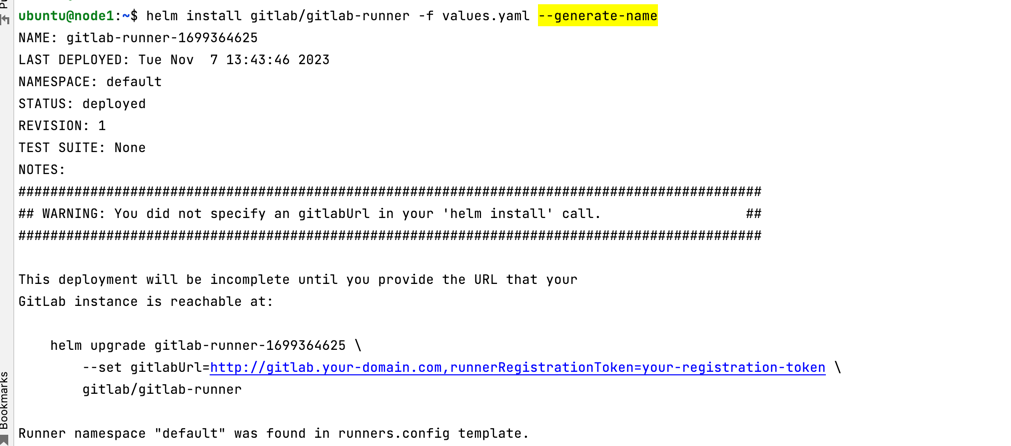 ubuntu@node1:~$ helm install gitlab/gitlab-runner -f values.yaml --generate-name
NAME: gitlab-runner-1699364625
LAST DEPLOYED: Tue Nov  7 13:43:46 2023
NAMESPACE: default
STATUS: deployed
REVISION: 1
TEST SUITE: None
NOTES:
#############################################################################################
## WARNING: You did not specify an gitlabUrl in your 'helm install' call.                  ##
#############################################################################################
This deployment will be incomplete until you provide the URL that your
GitLab instance is reachable at:
    helm upgrade gitlab-runner-1699364625 \
        --set gitlabUrl=http://gitlab.your-domain.com,runnerRegistrationToken=your-registration-token \
        gitlab/gitlab-runner
Runner namespace "default" was found in runners.config template.
Bookmarks